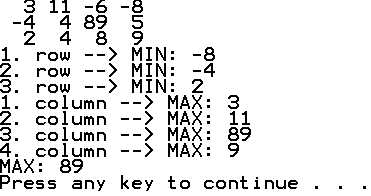 3 11 -6 -8
-4 4 89 5
2 4 8 9
1. row --> MIN: -8
2. row --> MIN: -4
3. row --> MIN: 2
1. column --> MAX: 3
2. column --> MAX: 11
3. column --> MAX: 89
4. column --> MAX: 9
MAX: 89
Press any key to continue . . .